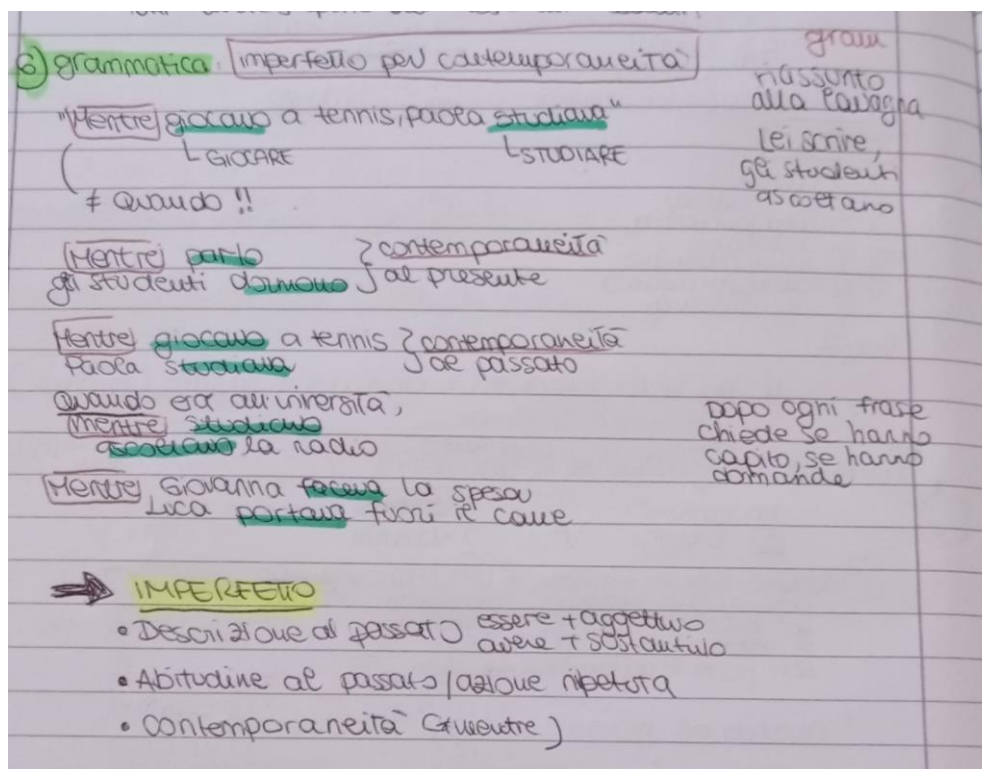 6) grammatica: imperfetto per contemporaneità
gram
riassunto
alla lavagna
Lei scrive,
gli studenti
ascoltano
"Mentre giocavo a tennis, Paola studiava"
GIOCARE STUDIARE
≠ Quando !!
Mentre parlo } contemporaneità
gli studenti dormono } al presente
Mentre giocavo a tennis } contemporaneità
Paola studiava } al passato
Quando ero all'università,
mentre studiavo
ascoltavo la radio
Mentre Giovanna faceva la spesa
Luca portava fuori il cane
Dopo ogni frase
chiede se hanno
capito, se hanno
domande
→ IMPERFETTO
• Descrizione al passato essere + aggettivo
avere + sostantivo
• Abitudine al passato / azione ripetuta
• Contemporaneità (+ mentre)